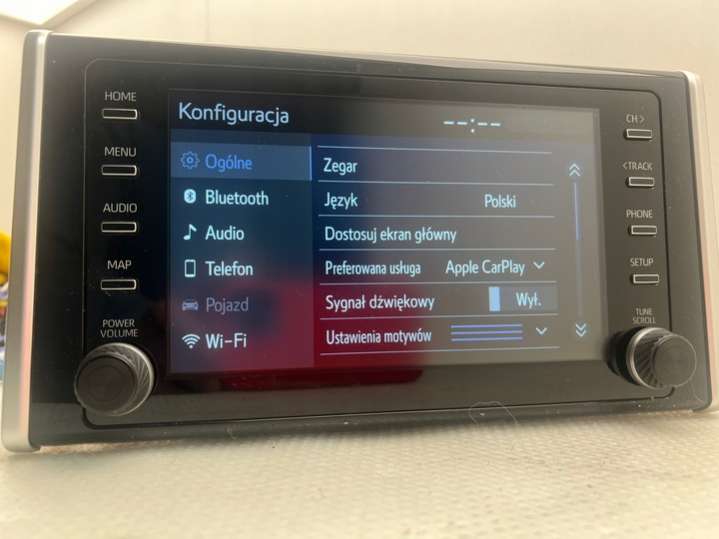 HOME
MENU
AUDIO
MAP
POWER
VOLUME
Konfiguracja
--:--
Ogólne
Bluetooth
Audio
Telefon
Pojazd
Wi-Fi
Zegar
Język Polski
Dostosuj ekran główny
Preferowana usługa Apple CarPlay
Sygnał dźwiękowy Wył.
Ustawienia motywów
CH>
<TRACK
PHONE
SETUP
TUNE
SCROLL